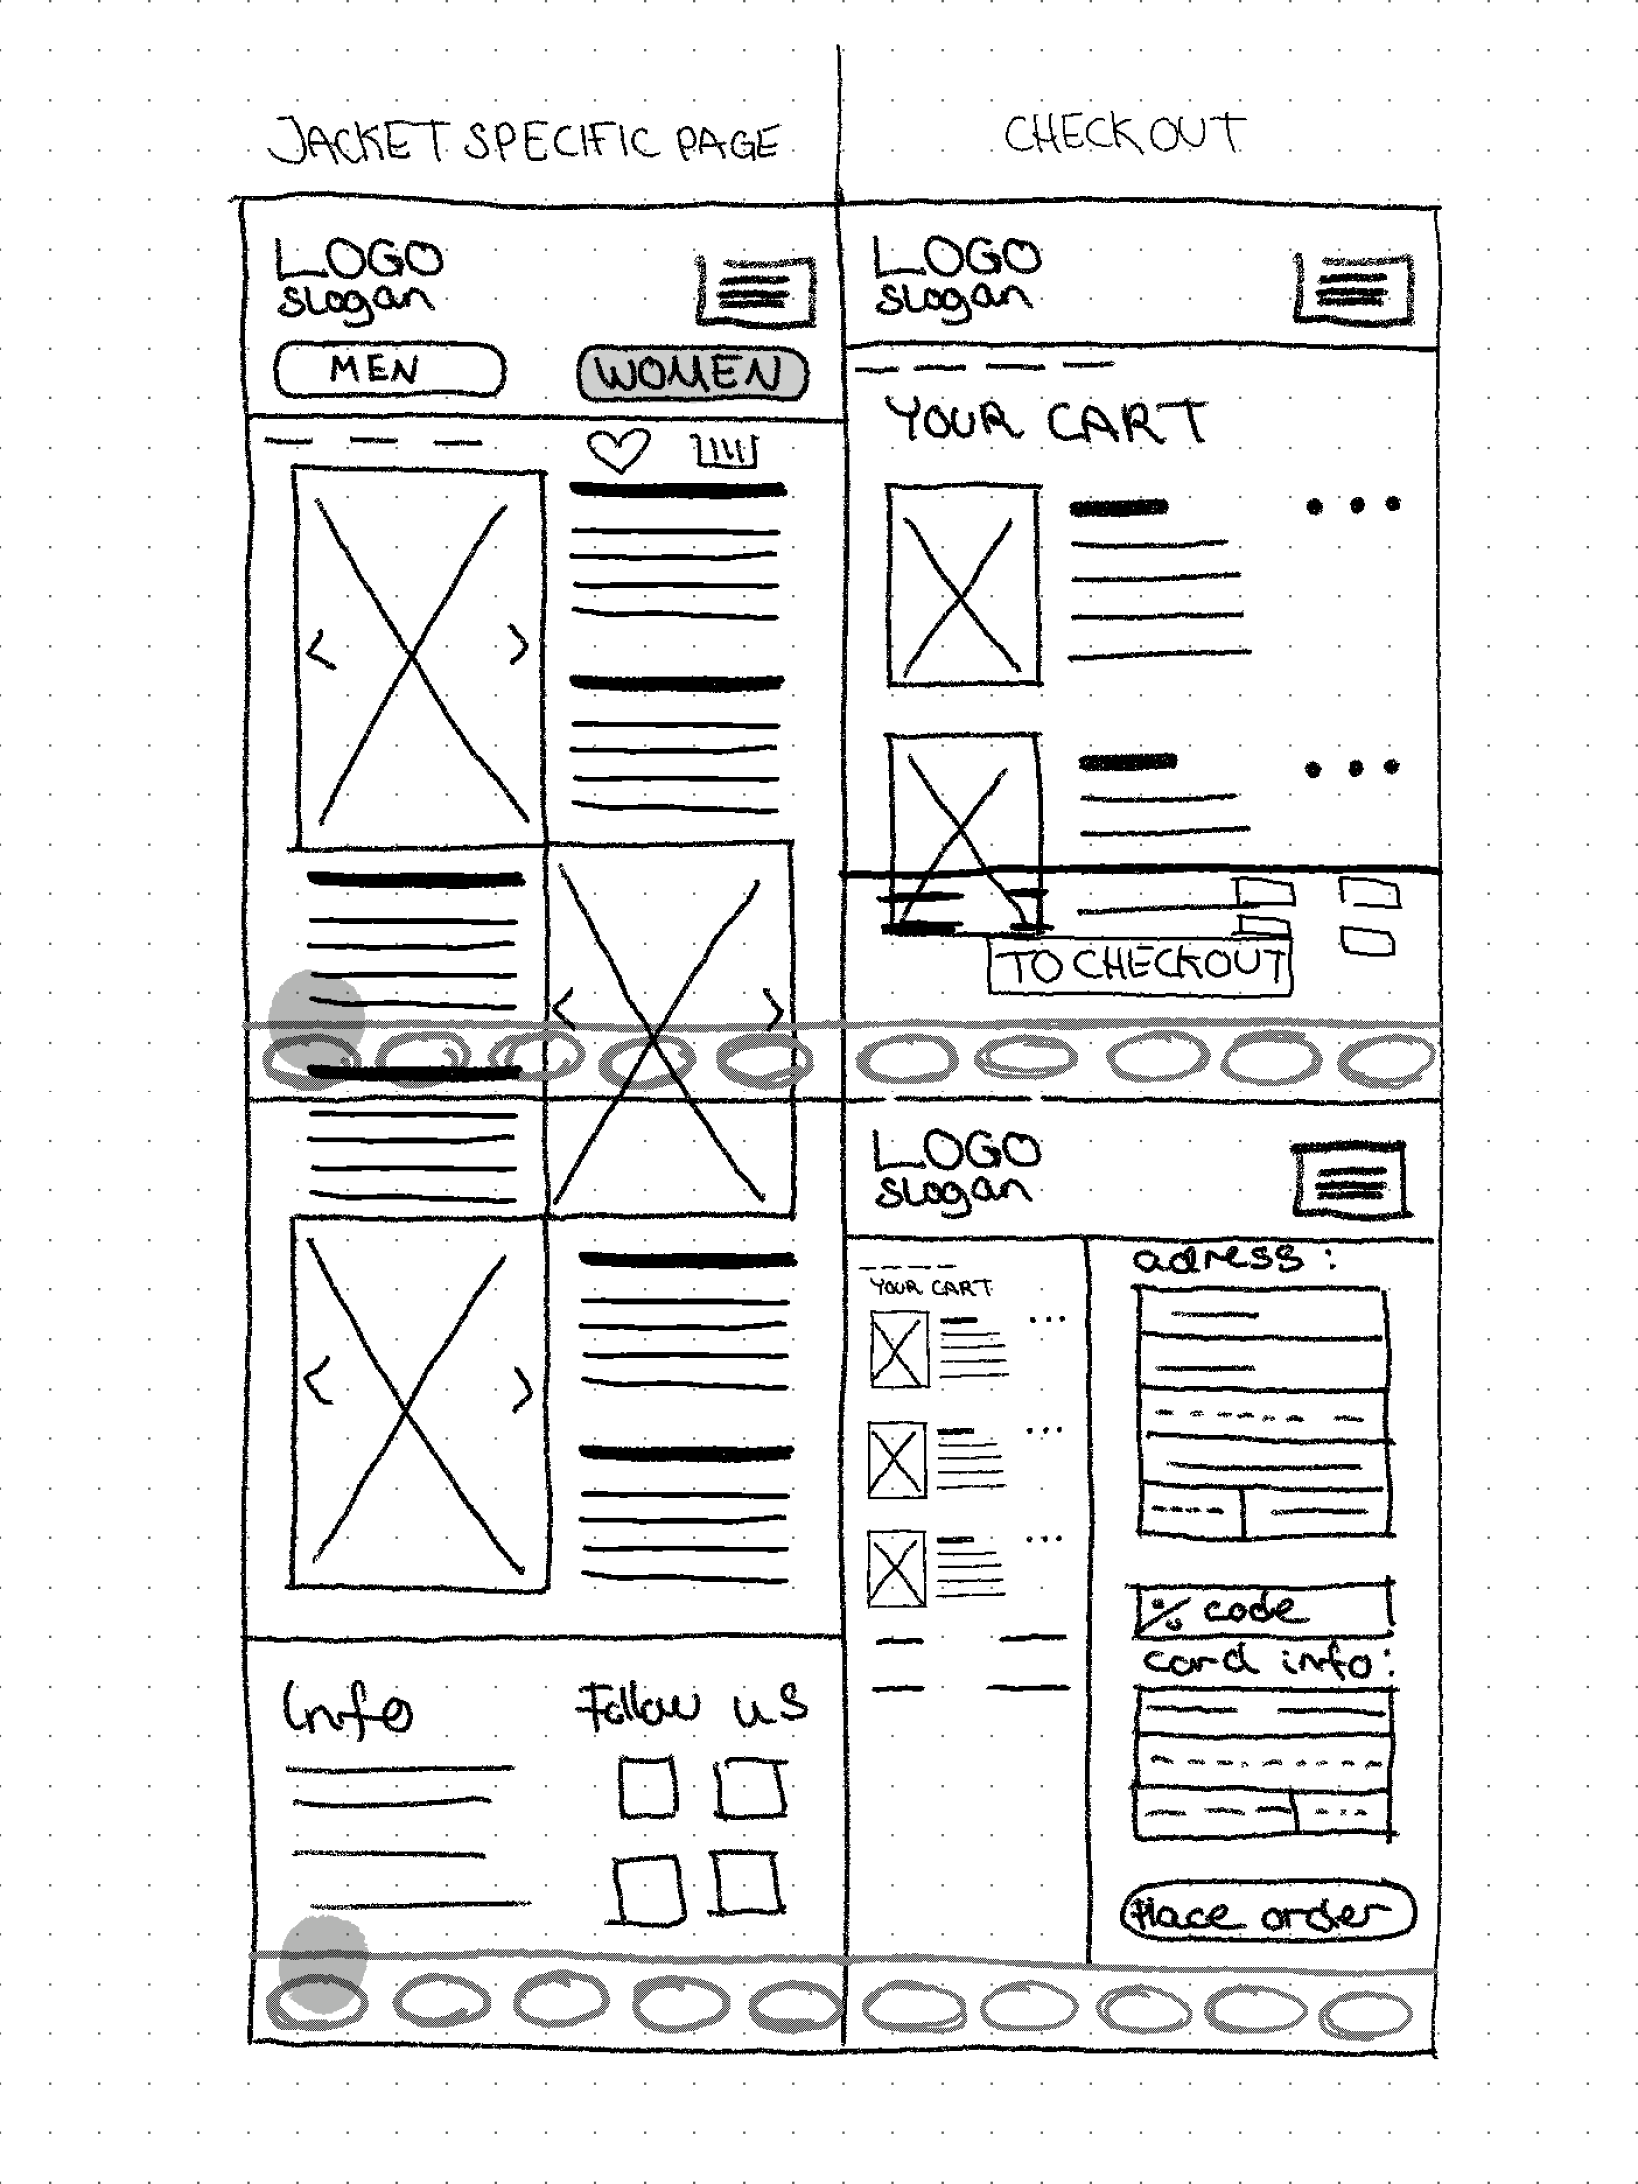 JACKET SPECIFIC PAGE
CHECKOUT
LOGO
slogan
MEN
WOMEN
Info
Follow us
LOGO
slogan
YOUR CART
TO CHECKOUT
LOGO
slogan
YOUR CART
adress:
% code
card info:
Place order